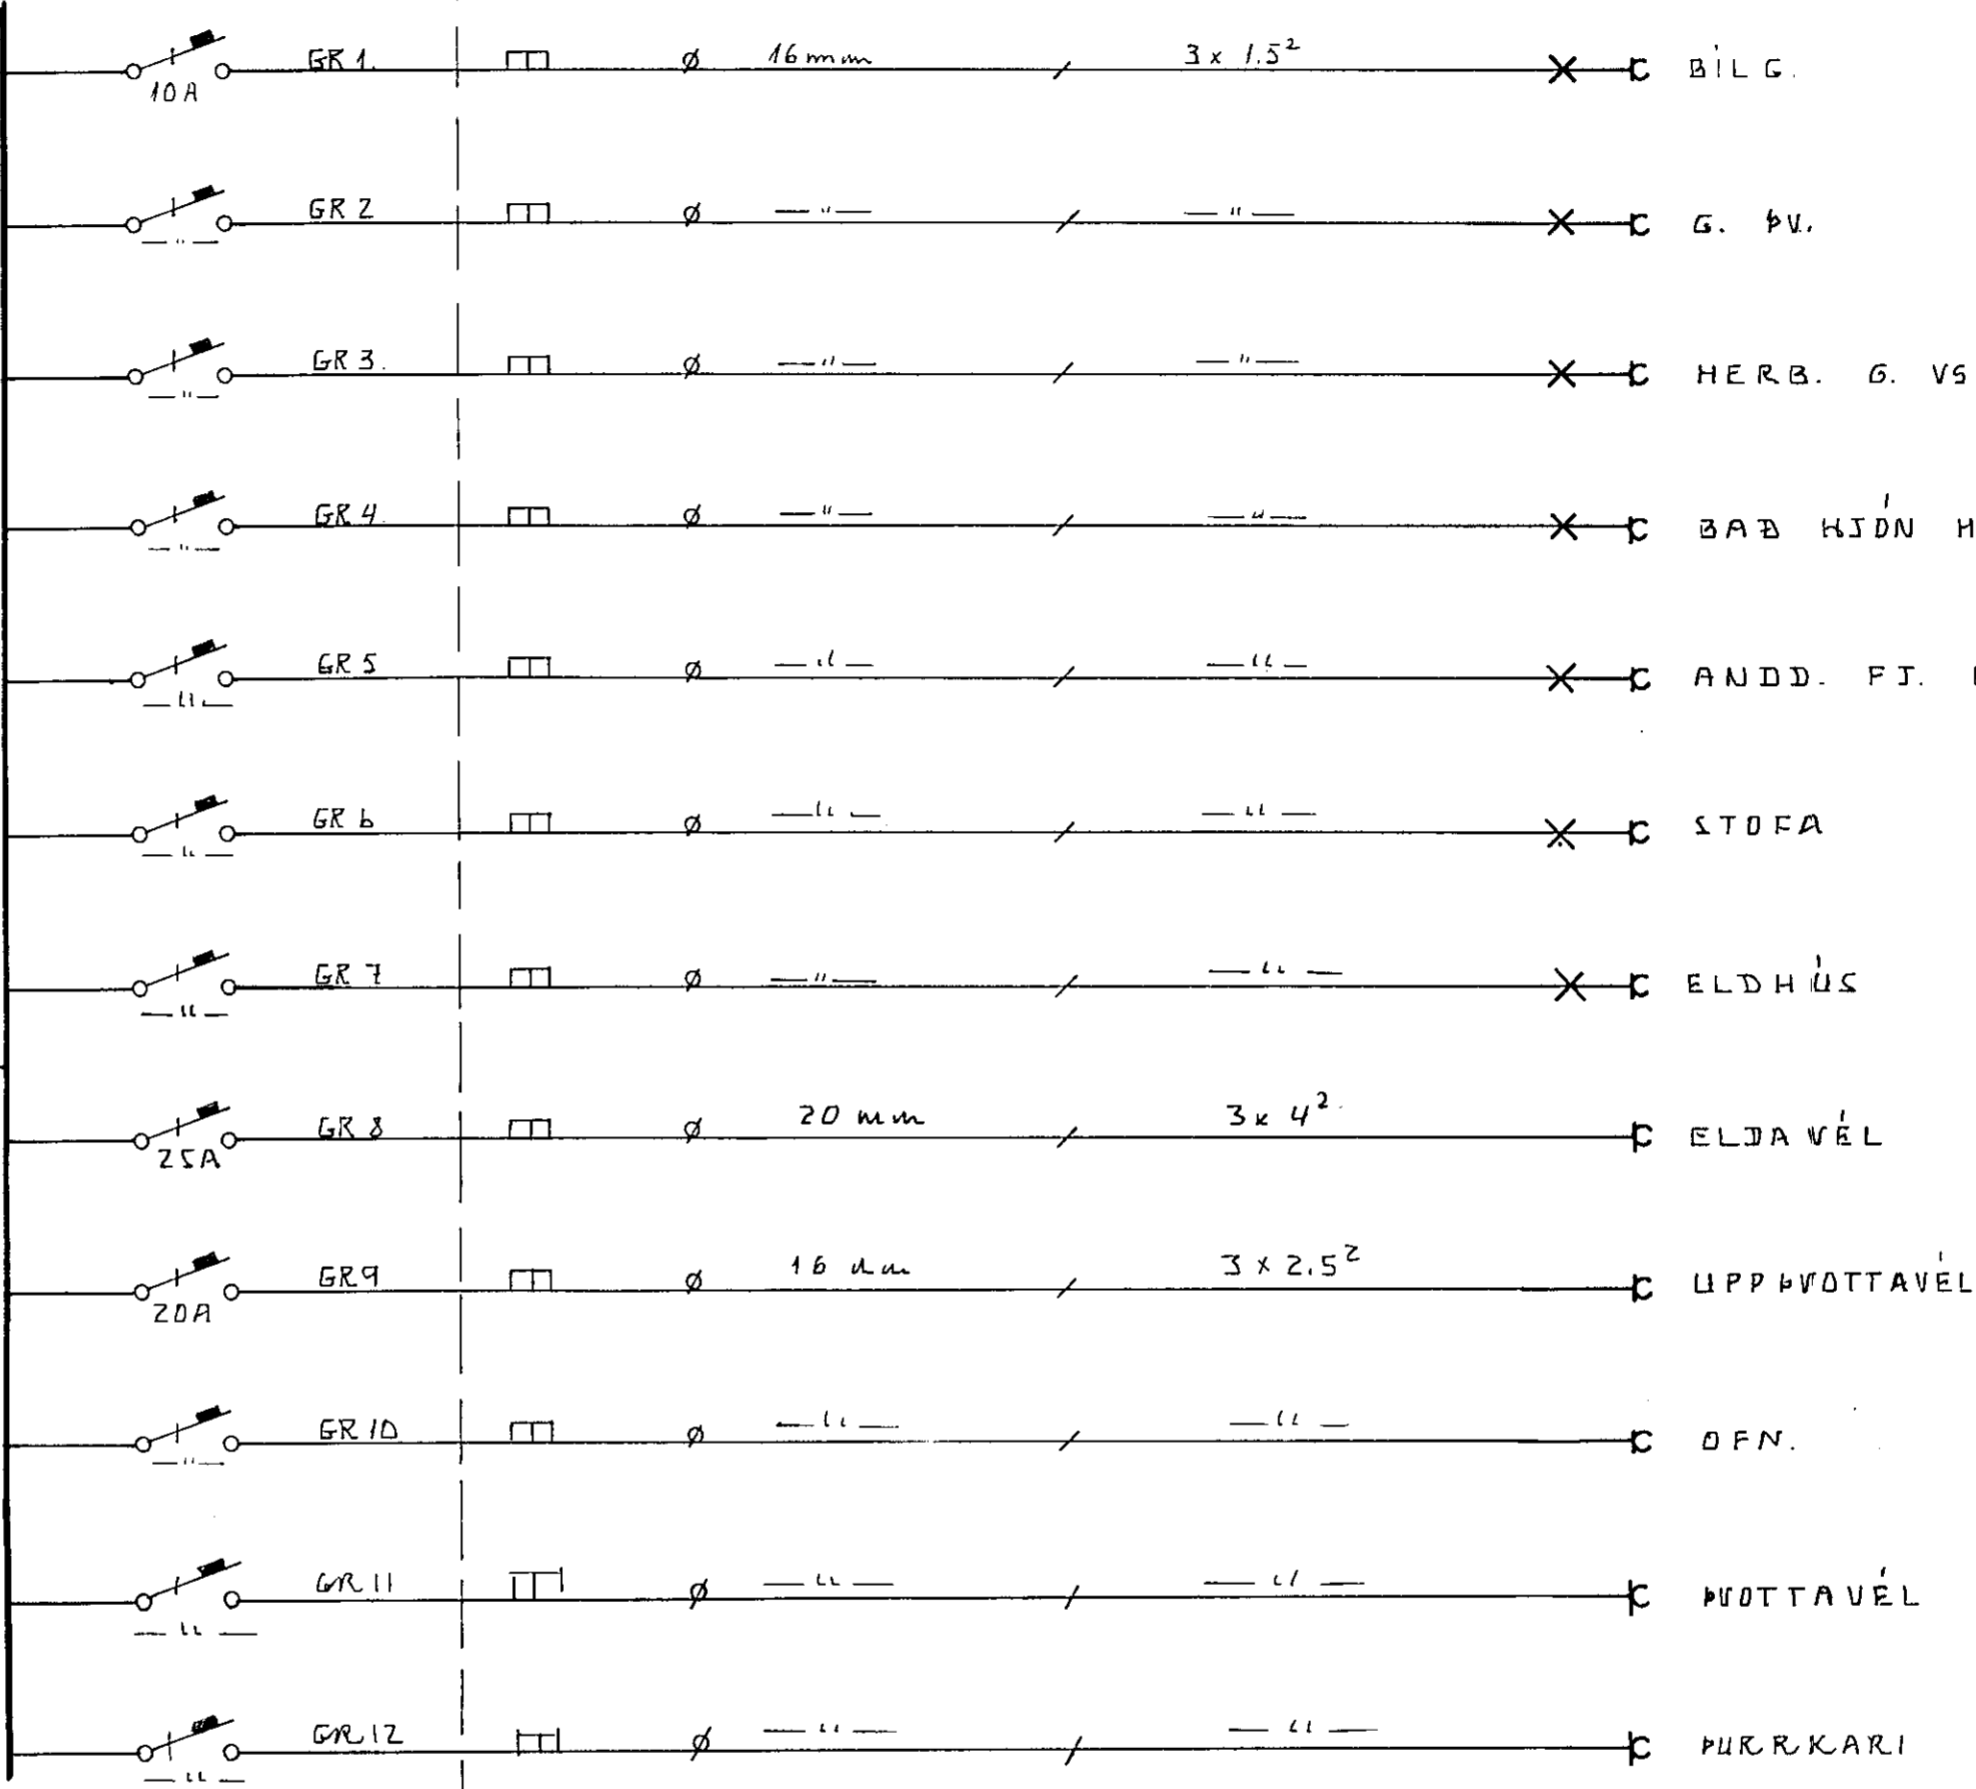 GR 1. 16 mm 3 x 1.5² BÍLG.
10A
GR 2 — " — — " — G. ÞV.
— " —
GR 3. — " — — " — HERB. G. VS
— " —
GR 4 — " — — " — BAÐ HJÓN H
— " —
GR 5 — " — — " — ANDD. FJ.
— " —
GR 6 — " — — " — STOFA
— " —
GR 7 — " — — " — ELDHÚS
— " —
GR 8 20 mm 3 x 4² ELDAVÉL
25A
GR9 16 mm 3 x 2.5² UPPÞVOTTAVÉL
20A
GR 10 — " — — " — OFN.
— " —
GR 11 — " — — " — ÞVOTTAVÉL
— " —
GR 12 — " — — " — ÞURRKARI
— " —